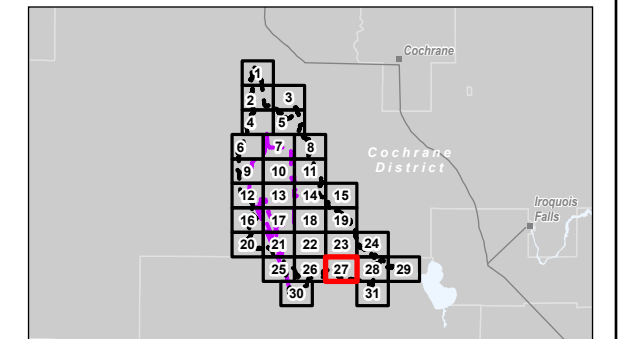 Cochrane
1
2 3
4 5
6 7 8
Cochrane
District
9 10 11
12 13 14 15
Iroquois
Falls
16 17 18 19
20 21 22 23 24
25 26 27 28 29
30 31